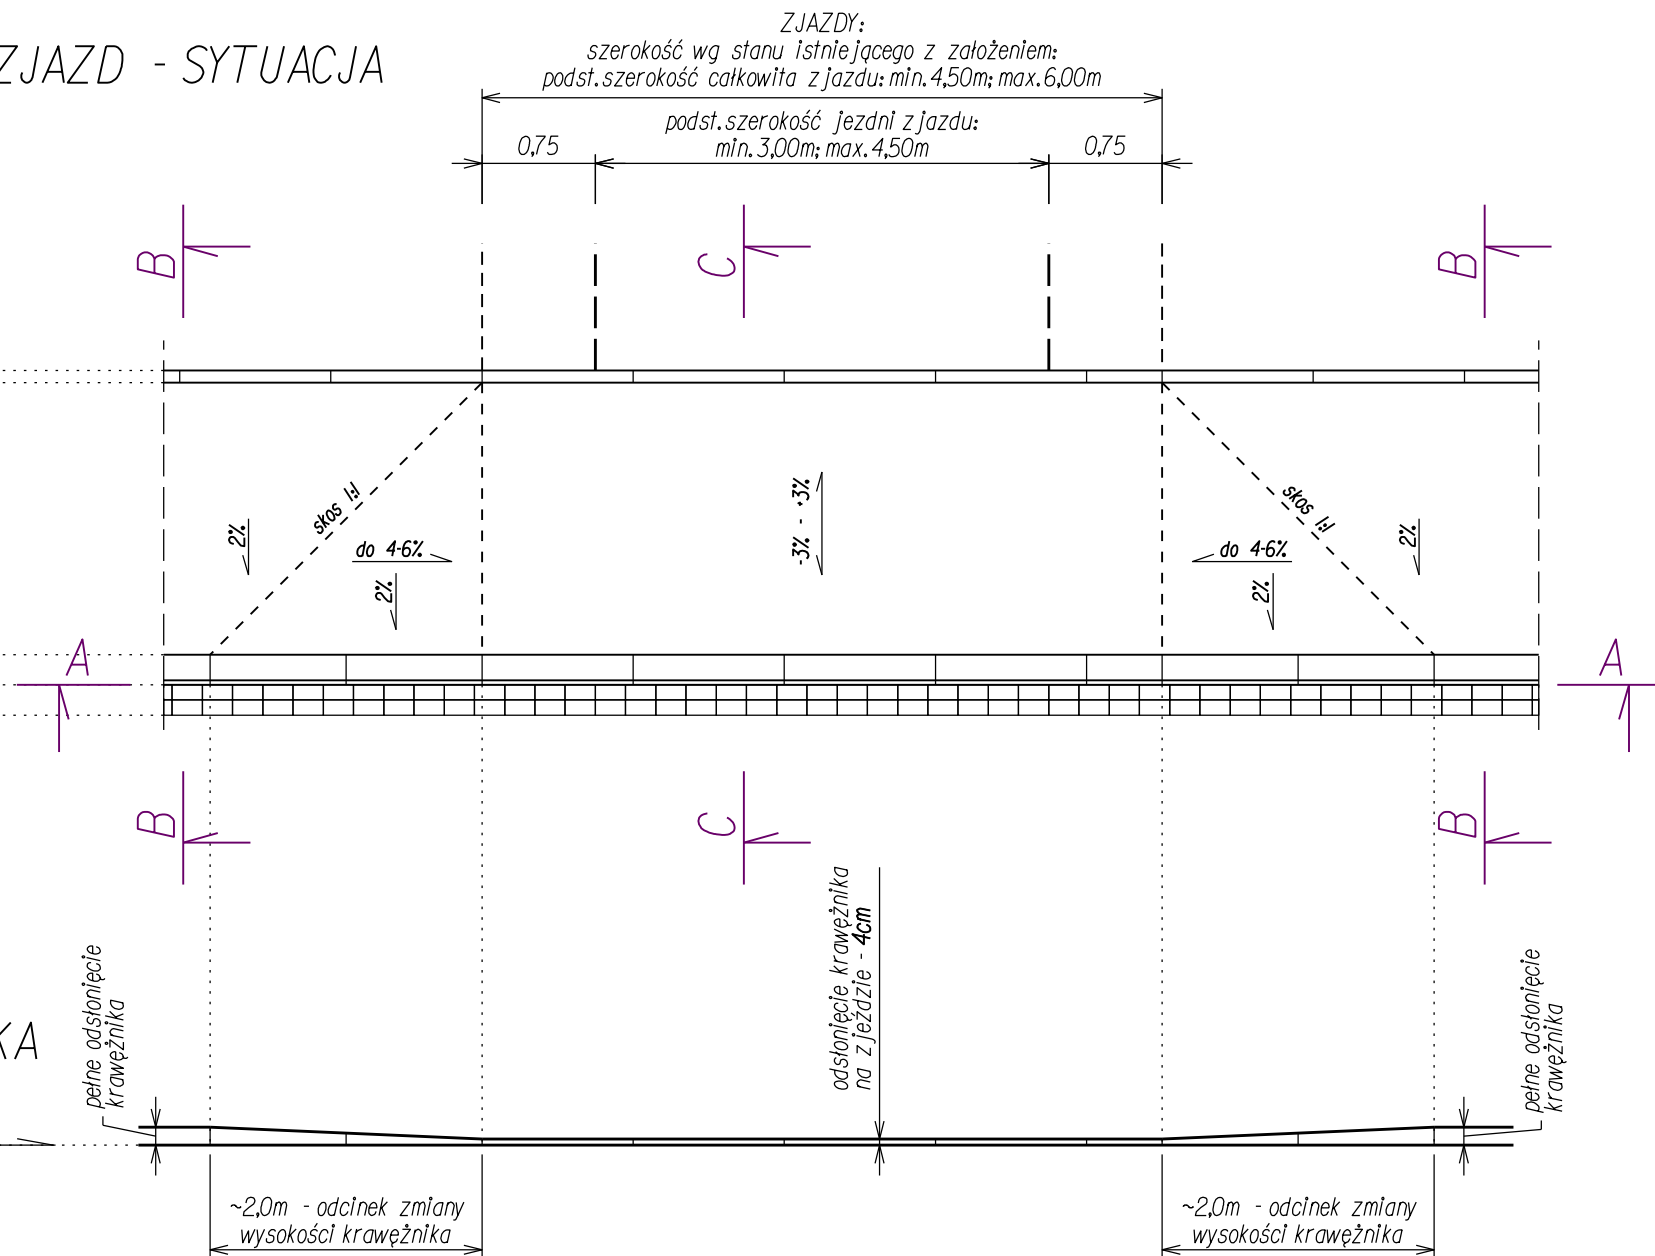 ZJAZDY:
ZJAZD - SYTUACJA
szerokość wg stanu istniejącego z założeniem:
podst.szerokość całkowita zjazdu: min.4,50m; max.6,00m
podst.szerokość jezdni zjazdu:
min.3,00m; max.4,50m
0,75
0,75
B
C
B
skos 1:1
skos 1:1
2%
do 4-6%
2%
-3% - +3%
do 4-6%
2%
2%
A
A
B
C
B
odsłonięcie krawężnika
na zjeździe - 4cm
pełne odsłonięcie
krawężnika
pełne odsłonięcie
krawężnika
KA
~2,0m - odcinek zmiany
wysokości krawężnika
~2,0m - odcinek zmiany
wysokości krawężnika